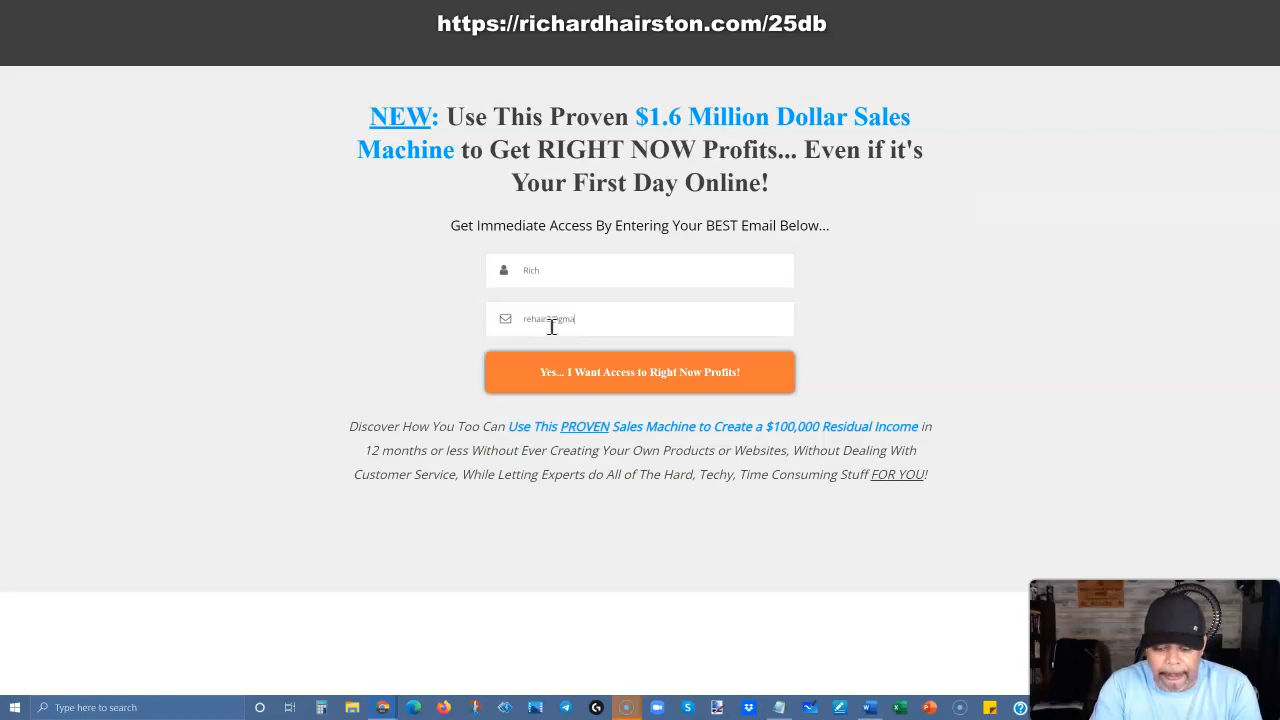 https://richardhairston.com/25db
NEW: Use This Proven $1.6 Million Dollar Sales
Machine to Get RIGHT NOW Profits... Even if it's
Your First Day Online!
Get Immediate Access By Entering Your BEST Email Below...
Rich
Yes... I Want Access to Right Now Profits!
Discover How You Too Can Use This PROVEN Sales Machine to Create a $100,000 Residual Income in
12 months or less Without Ever Creating Your Own Products or Websites, Without Dealing With
Customer Service, While Letting Experts do All of The Hard, Techy, Time Consuming Stuff FOR YOU!
Type here to search